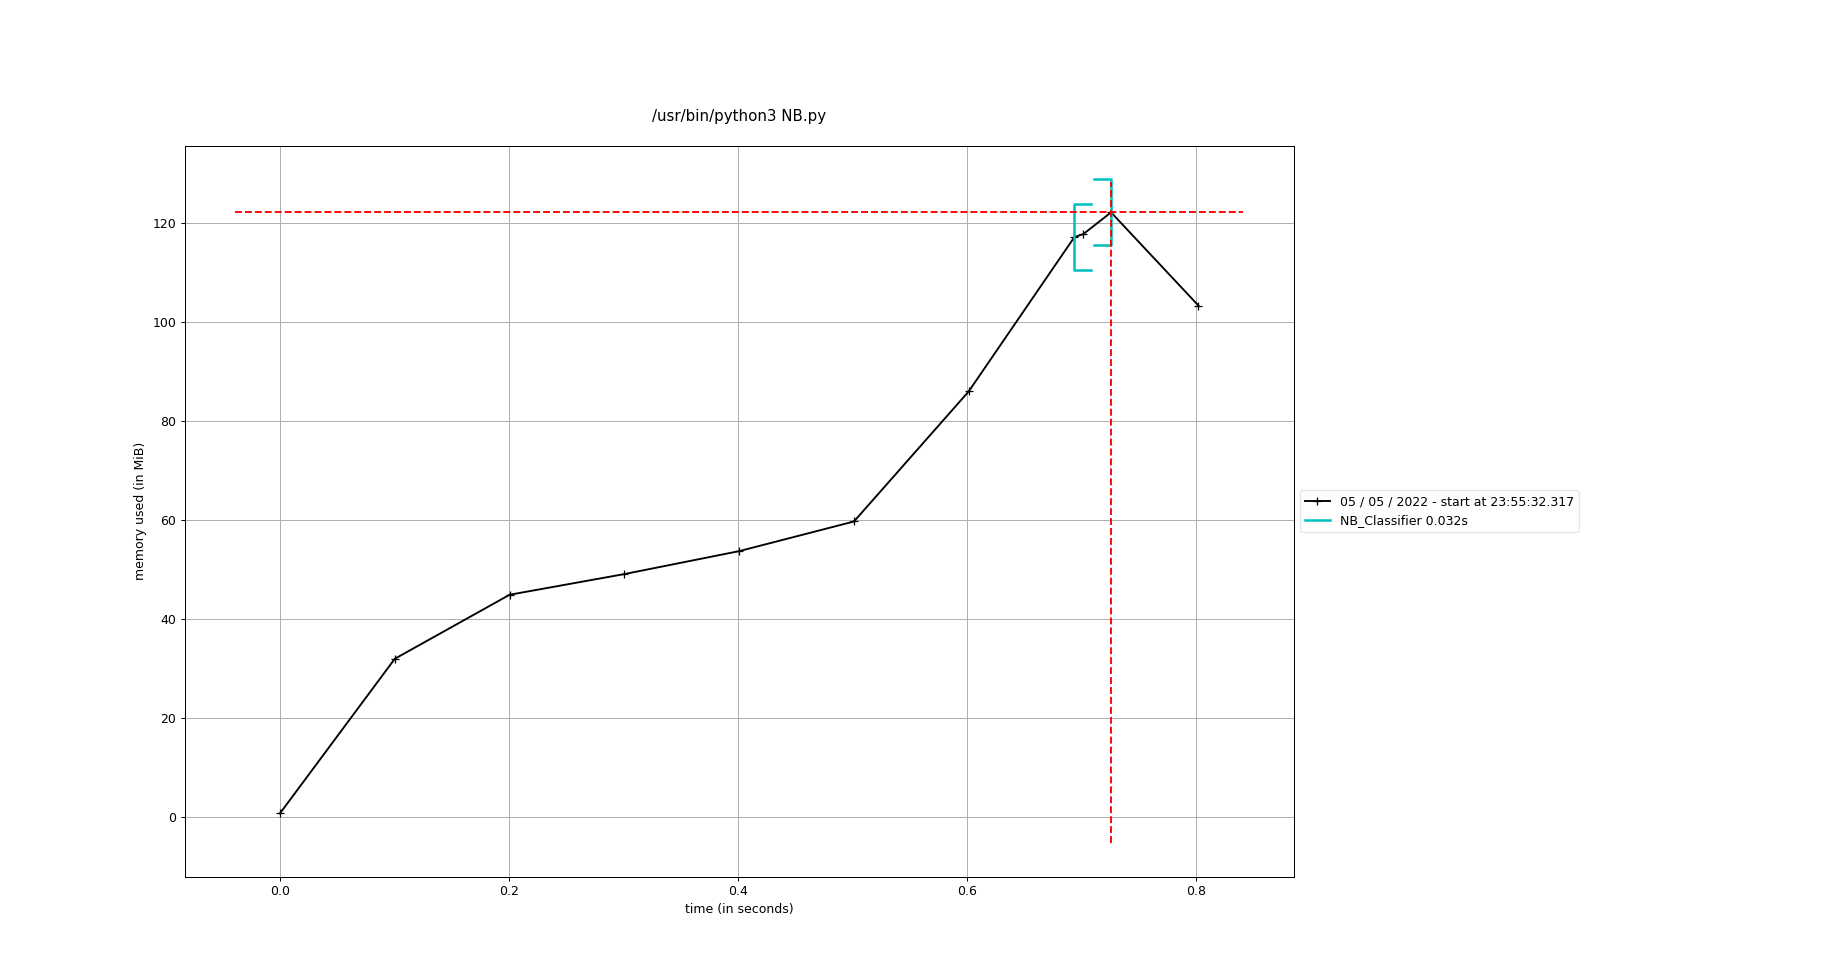 /usr/bin/python3 NB.py
120
100
80
60
40
20
0
memory used (in MiB)
0.0
0.2
0.4
0.6
0.8
time (in seconds)
05 / 05 / 2022 - start at 23:55:32.317
NB_Classifier 0.032s